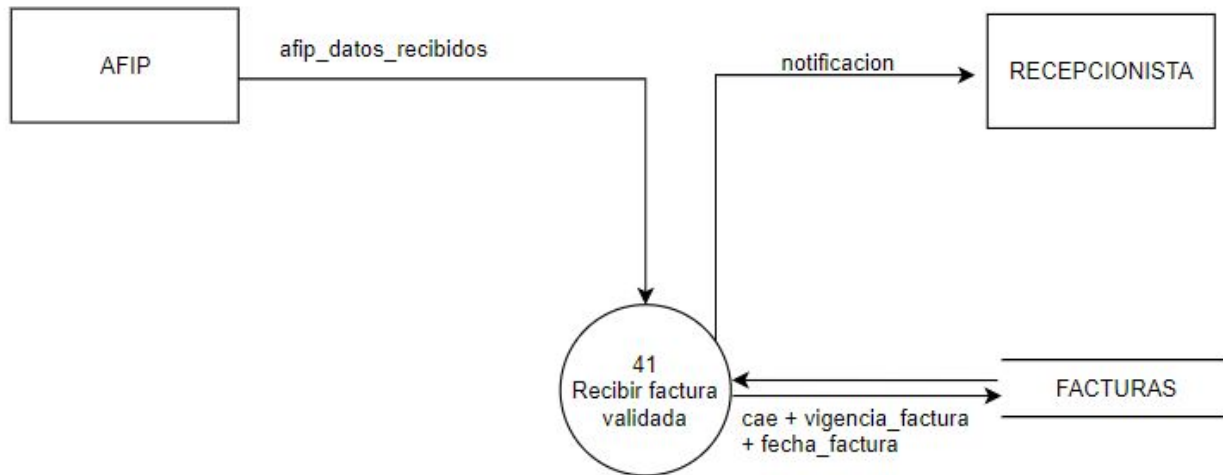 AFIP
afip_datos_recibidos
notificacion
RECEPCIONISTA
41
Recibir factura
validada
FACTURAS
cae + vigencia_factura
+ fecha_factura